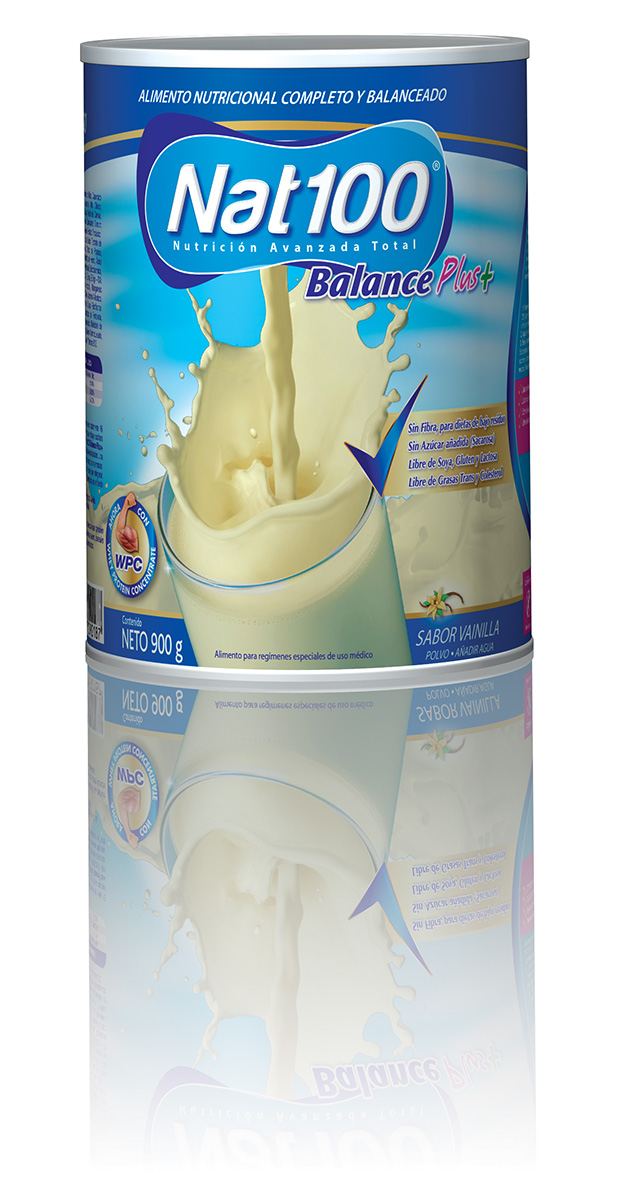 ALIMENTO NUTRICIONAL COMPLETO Y BALANCEADO
Nat100®
Nutrición Avanzada Total
Balance Plus+
Sin Fibra, para dietas de bajo residuo
Sin Azúcar añadida (Sacarosa)
Libre de Soya, Gluten y Lactosa
Libre de Grasas Trans y Colesterol
AHORA CON
WPC
WHEY PROTEIN CONCENTRATE
Contenido
NETO 900 g
Alimento para regímenes especiales de uso médico
SABOR VAINILLA
POLVO • AÑADIR AGUA